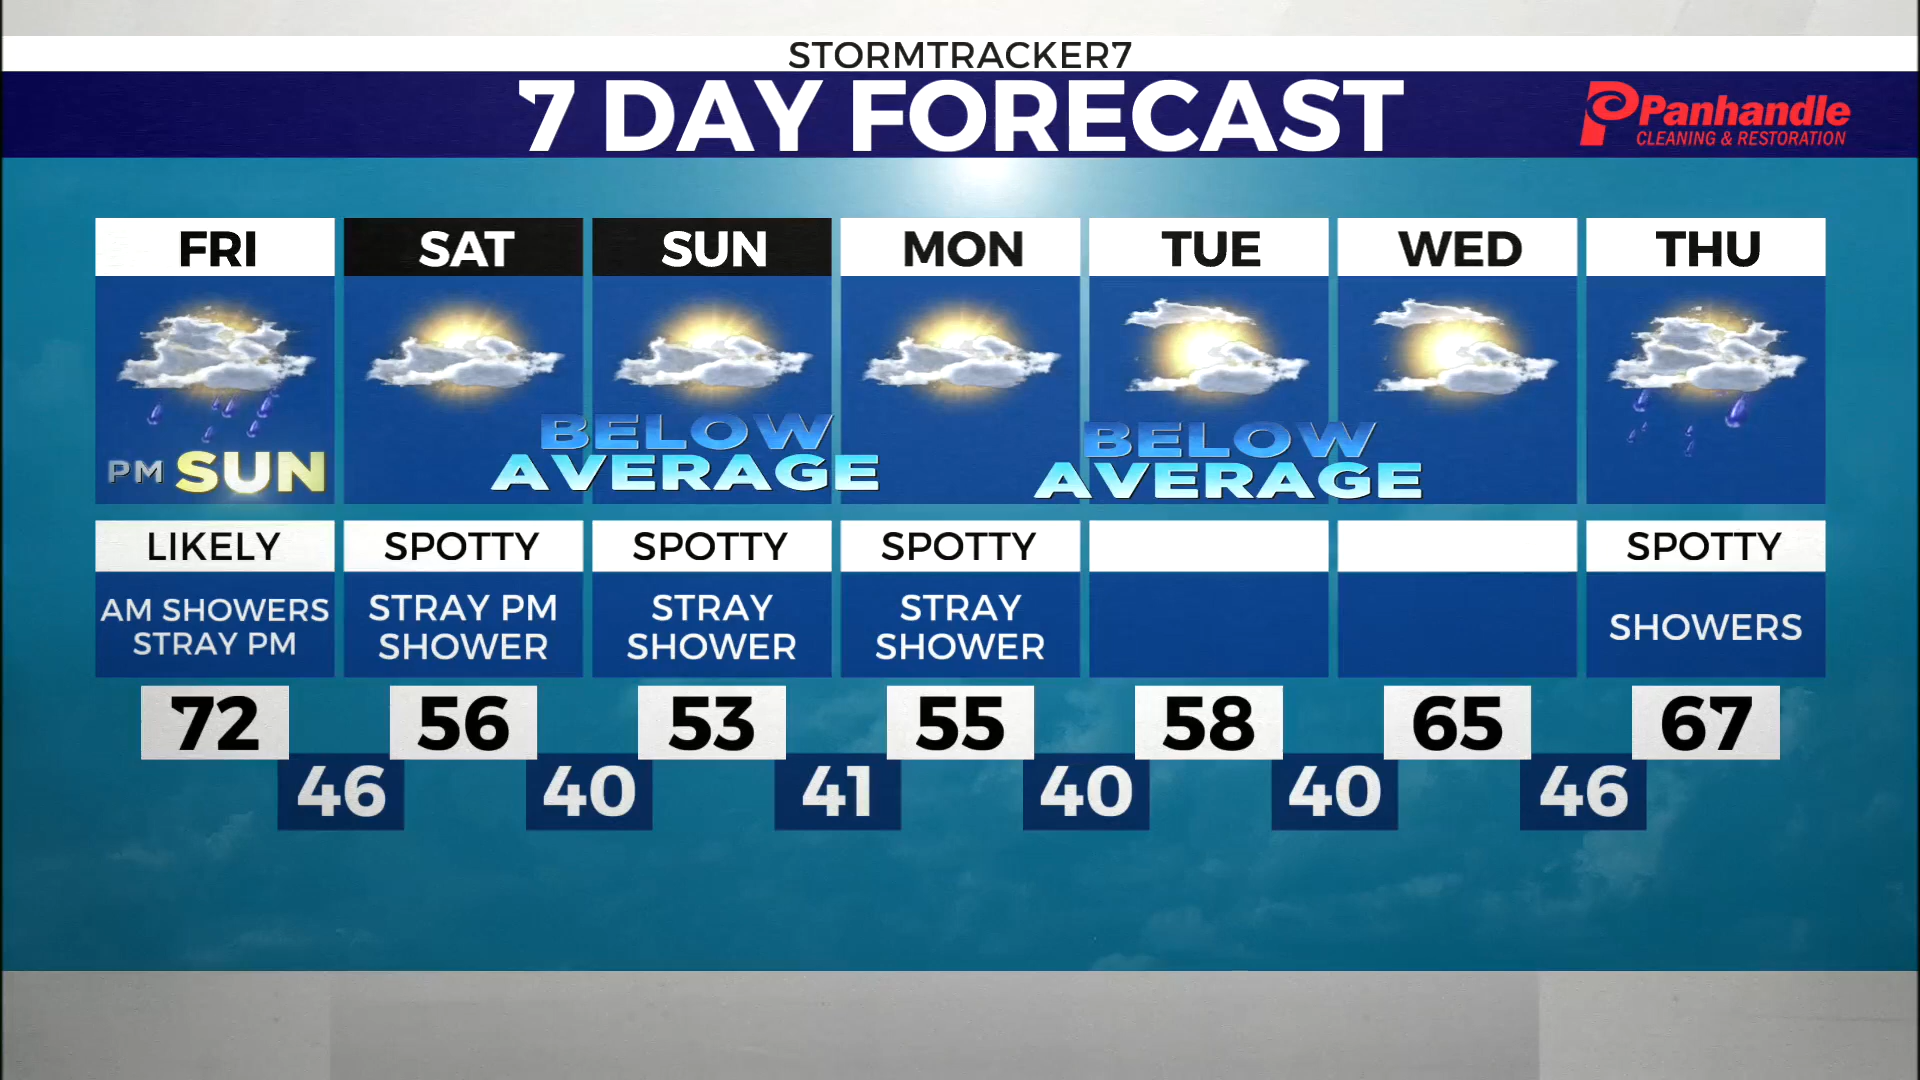 STORMTRACKER7
7 DAY FORECAST
Panhandle
CLEANING & RESTORATION
FRI SAT SUN MON TUE WED THU
PM SUN
BELOW
AVERAGE
BELOW
AVERAGE
LIKELY SPOTTY SPOTTY SPOTTY SPOTTY
AM SHOWERS
STRAY PM
STRAY PM
SHOWER
STRAY
SHOWER
STRAY
SHOWER
SHOWERS
72 56 53 55 58 65 67
46 40 41 40 40 46